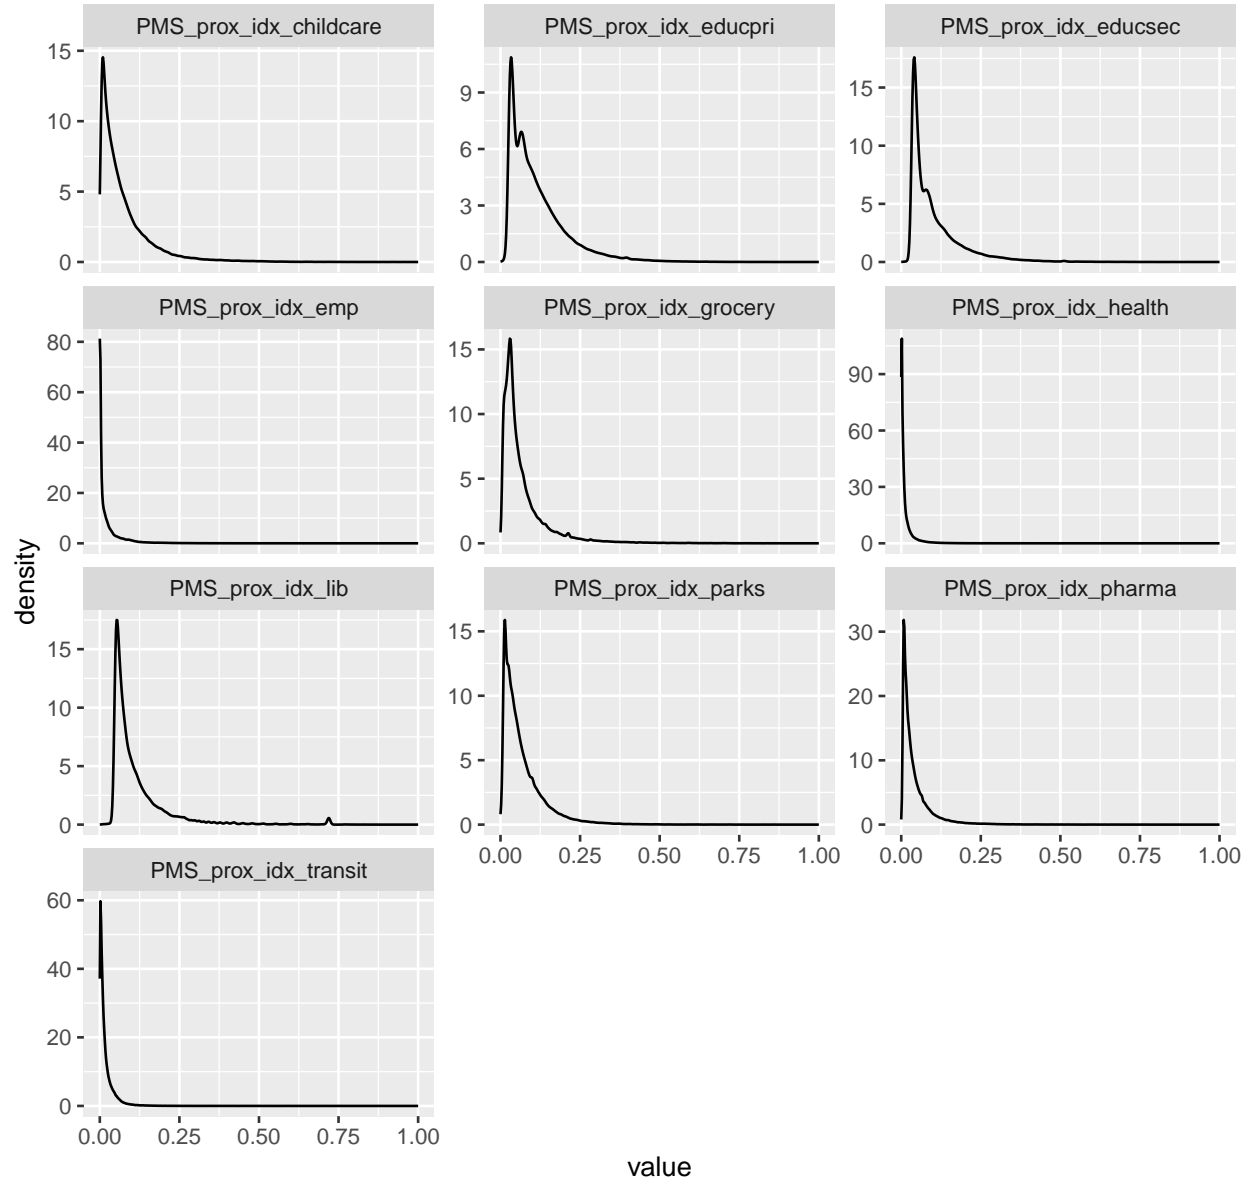 PMS_prox_idx_childcare
PMS_prox_idx_educpri
PMS_prox_idx_educsec
15
10
5
0
9
6
3
0
15
10
5
0
PMS_prox_idx_emp
PMS_prox_idx_grocery
PMS_prox_idx_health
80
60
40
20
0
15
10
5
0
90
60
30
0
density
PMS_prox_idx_lib
PMS_prox_idx_parks
PMS_prox_idx_pharma
15
10
5
0
15
10
5
0
30
20
10
0
0.00 0.25 0.50 0.75 1.00
0.00 0.25 0.50 0.75 1.00
PMS_prox_idx_transit
60
40
20
0
0.00 0.25 0.50 0.75 1.00
value